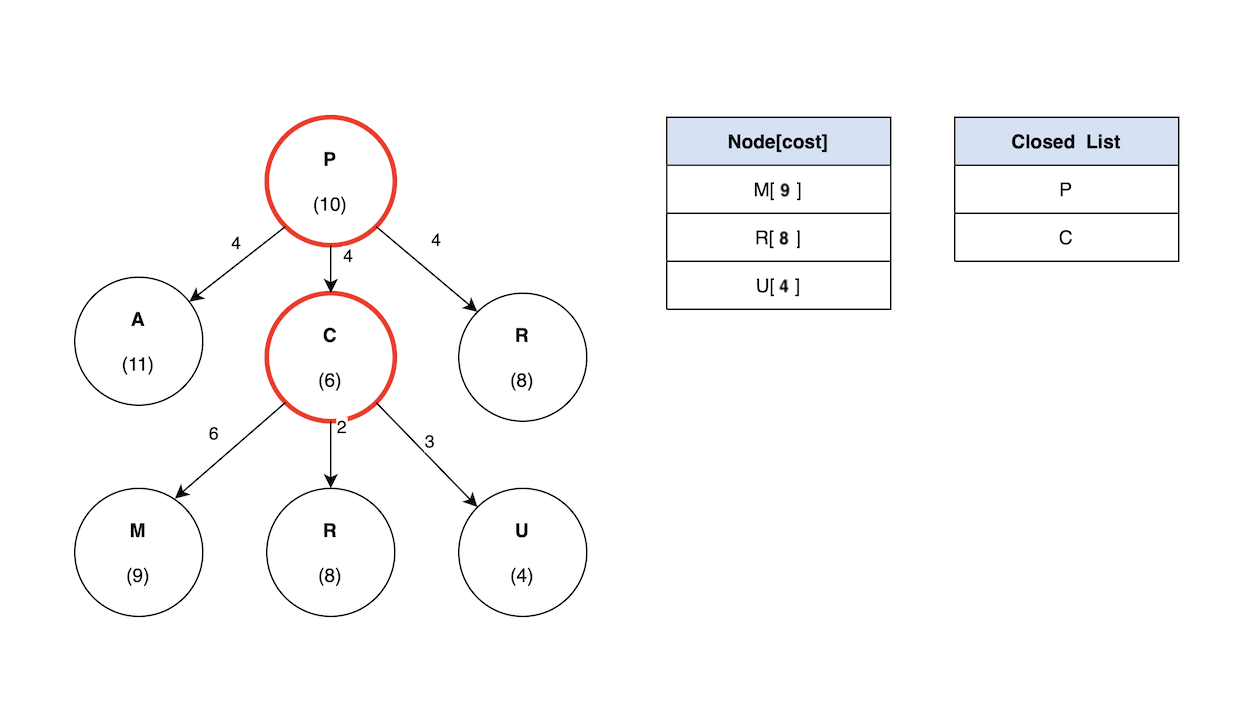 P
(10)
4
4
4
A
(11)
C
(6)
R
(8)
6
2
3
M
(9)
R
(8)
U
(4)
Node[cost]
M[ 9 ]
R[ 8 ]
U[ 4 ]
Closed List
P
C